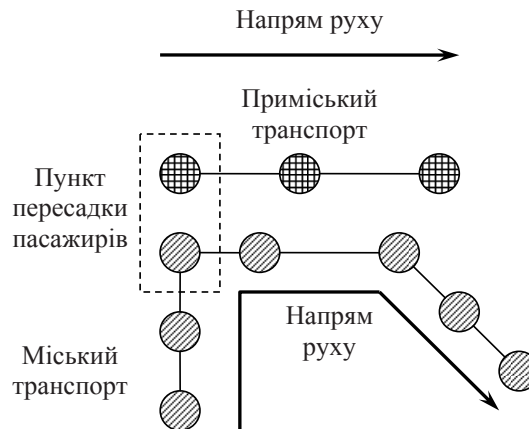 Напрям руху
Приміський
транспорт
Пункт
пересадки
пасажирів
Напрям
руху
Міський
транспорт